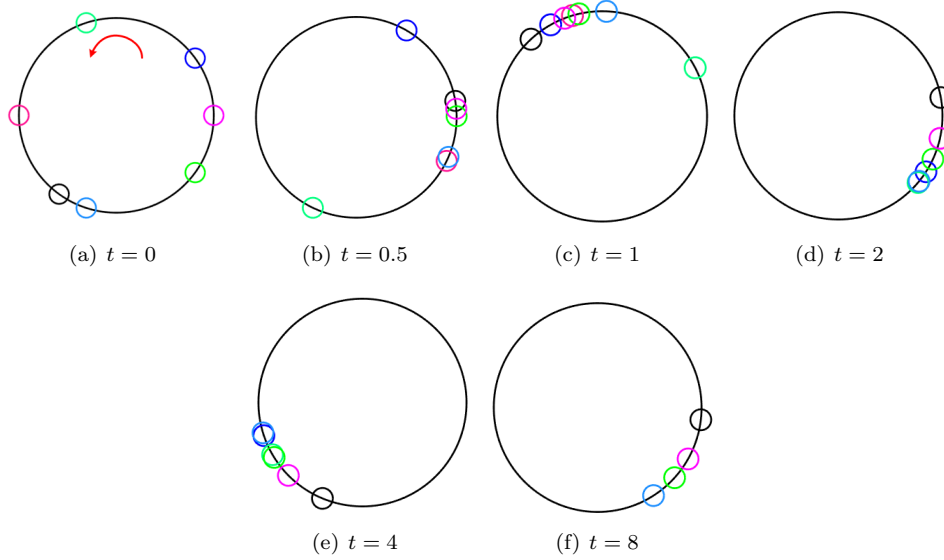 (a) t = 0
(b) t = 0.5
(c) t = 1
(d) t = 2
(e) t = 4
(f) t = 8